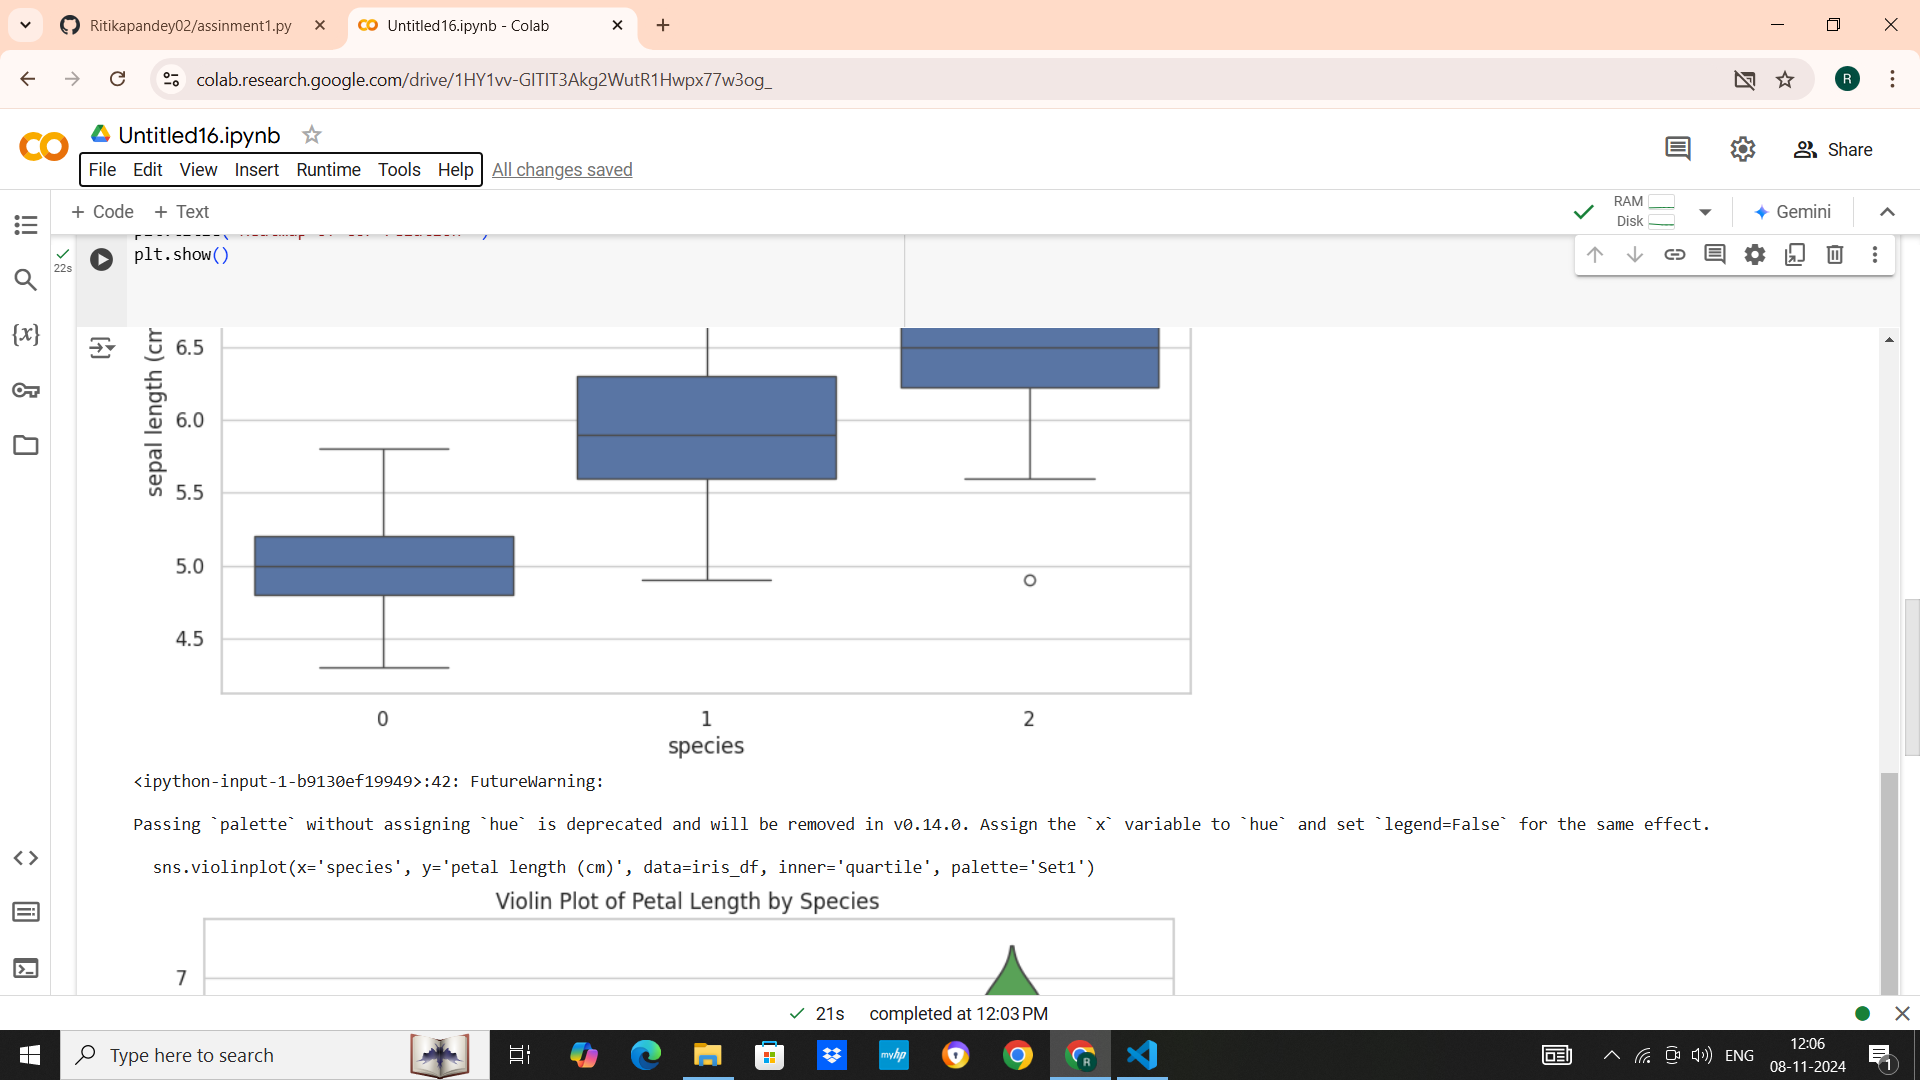 Ritikapandey02/assinment1.py
Untitled16.ipynb - Colab
colab.research.google.com/drive/1HY1vv-GITIT3Akg2WutR1Hwpx77w3og_
R
Untitled16.ipynb
File Edit View Insert Runtime Tools Help All changes saved
Share
+ Code + Text
RAM
Disk
Gemini
22s
plt.show()
{x}
sepal length (cm
6.5
6.0
5.5
5.0
4.5
0 1 2
species
<ipython-input-1-b9130ef19949>:42: FutureWarning:
Passing `palette` without assigning `hue` is deprecated and will be removed in v0.14.0. Assign the `x` variable to `hue` and set `legend=False` for the same effect.
sns.violinplot(x='species', y='petal length (cm)', data=iris_df, inner='quartile', palette='Set1')
Violin Plot of Petal Length by Species
7
21s completed at 12:03 PM
Type here to search
myhp
R
ENG
12:06
08-11-2024
1